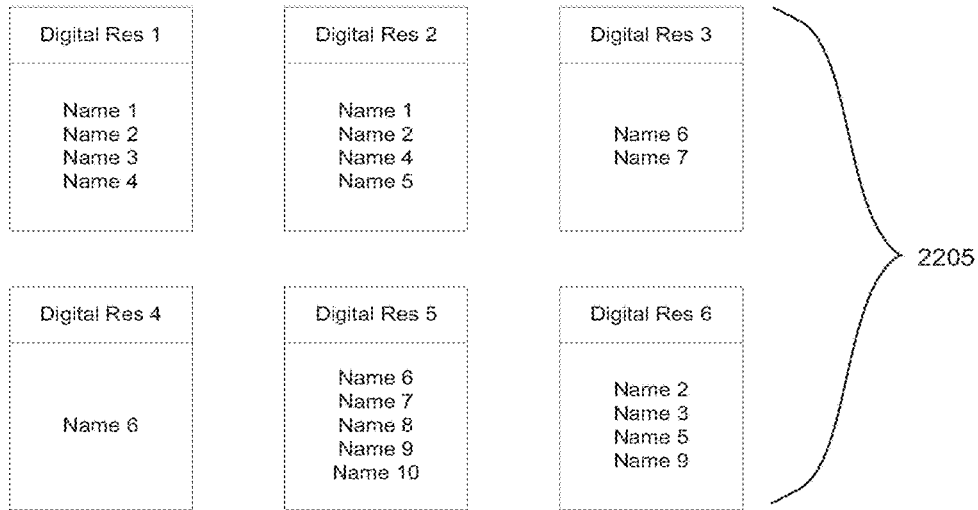 Digital Res 1
Name 1
Name 2
Name 3
Name 4
Digital Res 2
Name 1
Name 2
Name 4
Name 5
Digital Res 3
Name 6
Name 7
2205
Digital Res 4
Name 6
Digital Res 5
Name 6
Name 7
Name 8
Name 9
Name 10
Digital Res 6
Name 2
Name 3
Name 5
Name 9